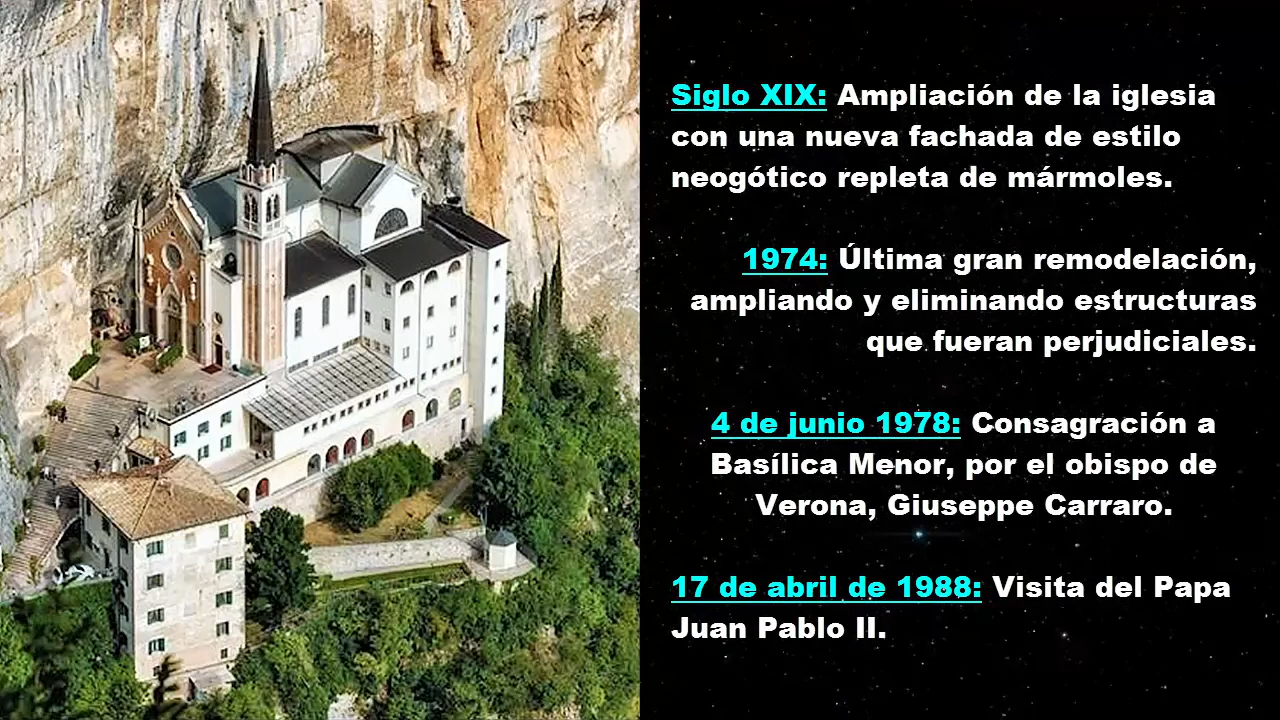 Siglo XIX: Ampliación de la iglesia
con una nueva fachada de estilo
neogótico repleta de mármoles.
1974: Última gran remodelación,
ampliando y eliminando estructuras
que fueran perjudiciales.
4 de junio 1978: Consagración a
Basílica Menor, por el obispo de
Verona, Giuseppe Carraro.
17 de abril de 1988: Visita del Papa
Juan Pablo II.